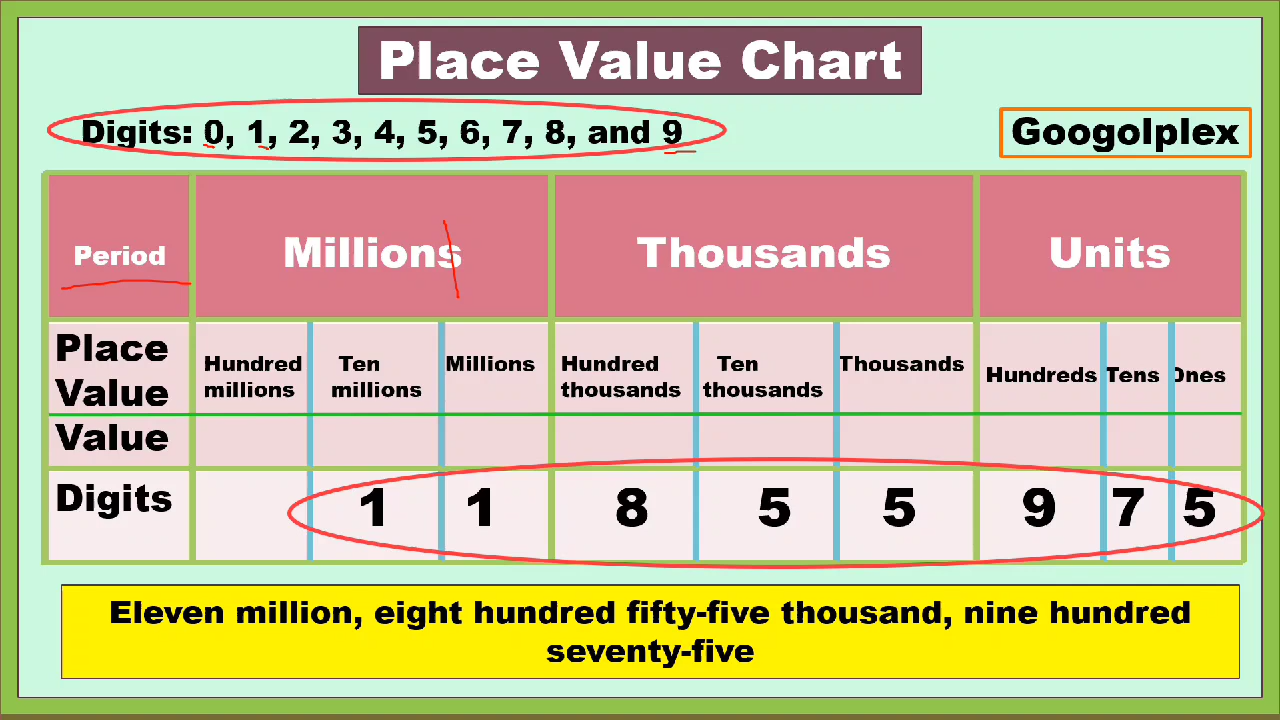 Place Value Chart
Digits: 0, 1, 2, 3, 4, 5, 6, 7, 8, and 9
Googolplex
Period
Millions
Thousands
Units
Place
Value
Hundred
millions
Ten
millions
Millions
Hundred
thousands
Ten
thousands
Thousands
Hundreds
Tens
Ones
Value
Digits
1
1
8
5
5
9
7
5
Eleven million, eight hundred fifty-five thousand, nine hundred
seventy-five